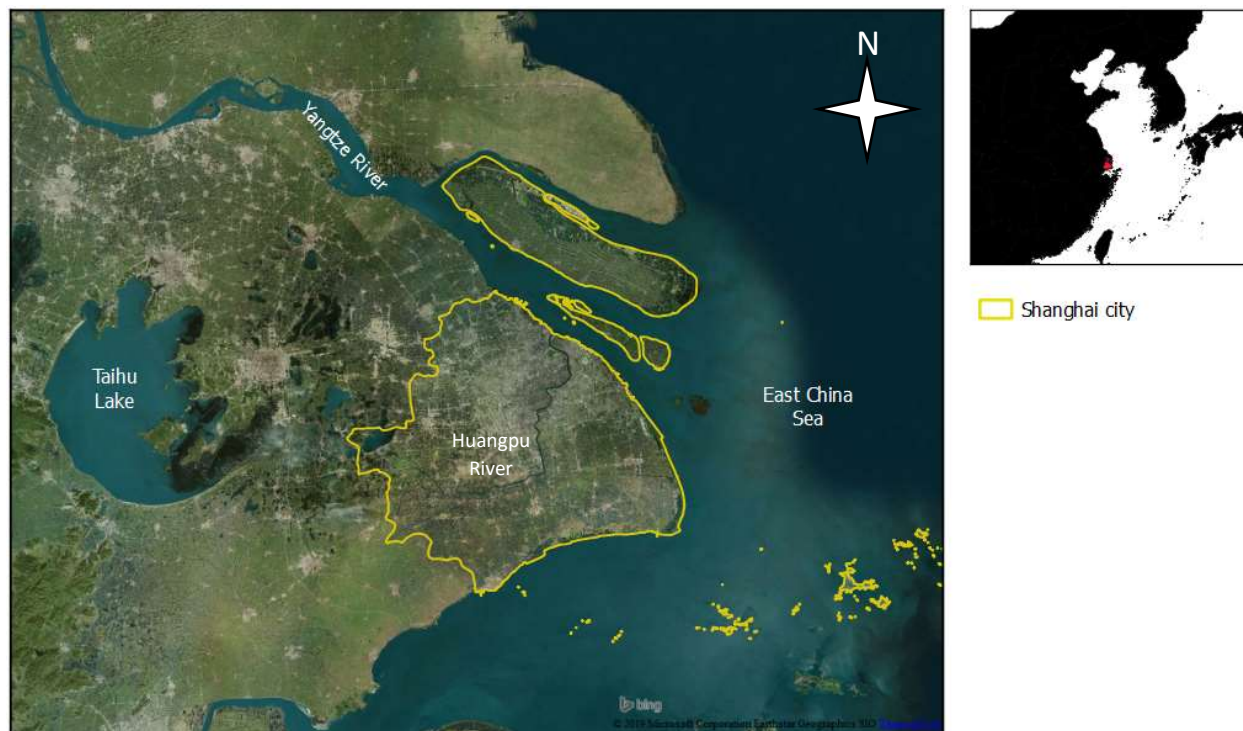 N
Yangtze River
Taihu
Lake
East China
Sea
Huangpu
River
Shanghai city
bing
© 2019 Microsoft Corporation Earthstar Geographics SIO